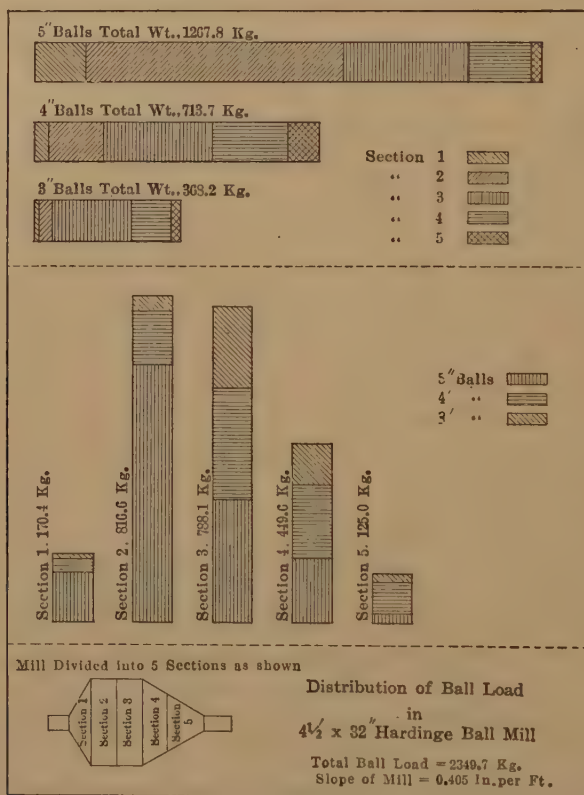 5" Balls Total Wt., 1267.8 Kg.
4" Balls Total Wt., 713.7 Kg.
3" Balls Total Wt., 368.2 Kg.
Section 1
" 2
" 3
" 4
" 5
5" Balls
4' "
3' "
Section 1. 170.4 Kg.
Section 2. 816.6 Kg.
Section 3. 788.1 Kg.
Section 4. 449.6 Kg.
Section 5. 125.0 Kg.
Mill Divided into 5 Sections as shown
Section 1
Section 2
Section 3
Section 4
Section 5
Distribution of Ball Load
in
4½ x 32" Hardinge Ball Mill
Total Ball Load = 2349.7 Kg.
Slope of Mill = 0.405 In. per Ft.